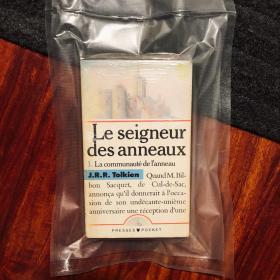 Le seigneur
des anneaux
1. La communauté de l'anneau
J.R.R. Tolkien Quand M. Bil-
bon Sacquet, de Cul-de-Sac,
annonça qu'il donnerait à l'occa-
sion de son undécante-unième
anniversaire une réception d'une
PRESSES POCKET